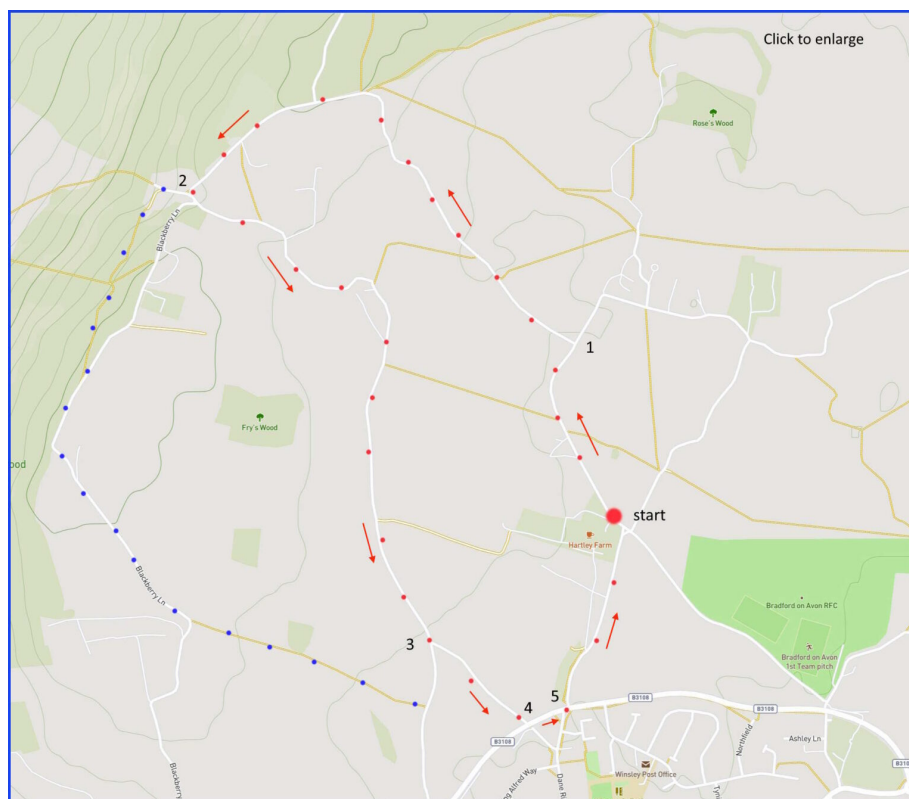 Click to enlarge
Rose's Wood
2
Blackberry Ln
1
Fry's Wood
start
Hartley Farm
Blackberry Ln
Bradford on Avon RFC
Bradford on Avon
1st Team pitch
3
4
5
B3108
B3108
B3108
B3108
Northfield
Ashley Ln
Winsley Post Office